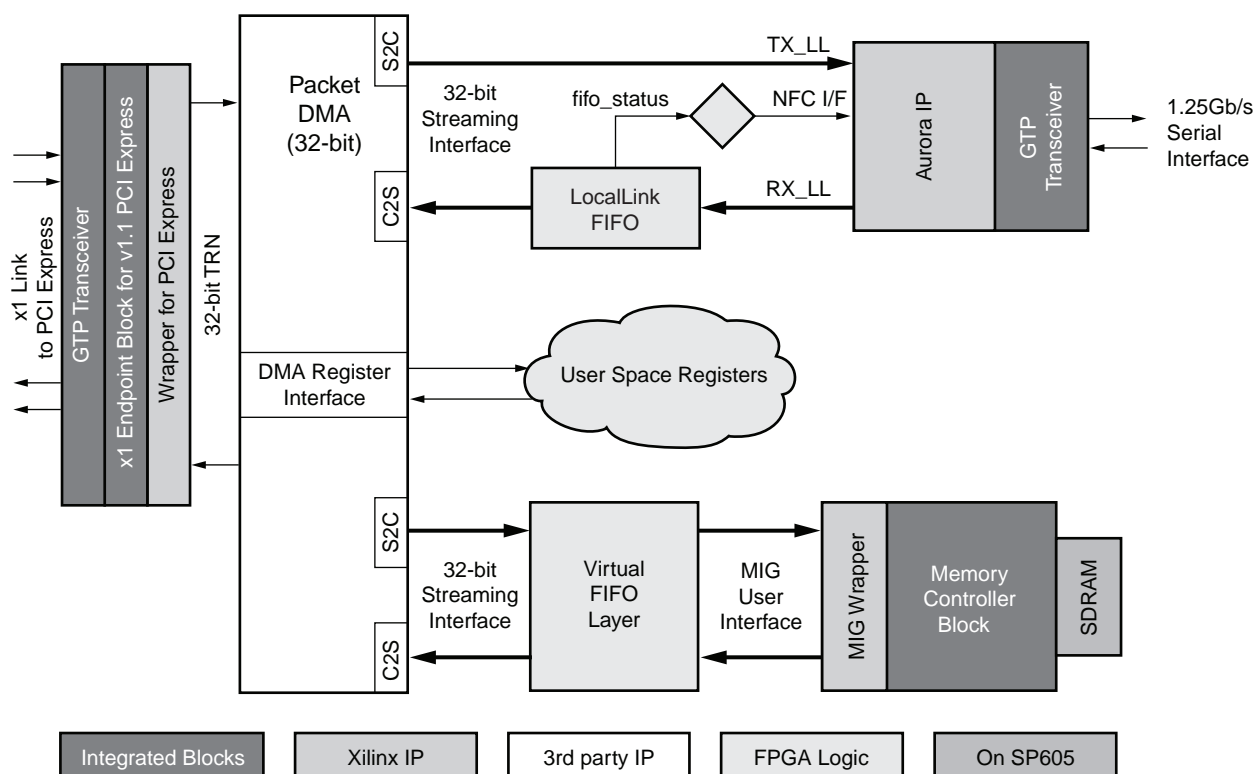 S2C
TX_LL
Packet
DMA
(32-bit)
32-bit
Streaming
Interface
fifo_status
NFC I/F
Aurora IP
GTP
Transceiver
1.25Gb/s
Serial
Interface
C2S
LocalLink
FIFO
RX_LL
x1 Link
to PCI Express
GTP Transceiver
x1 Endpoint Block for v1.1 PCI Express
Wrapper for PCI Express
32-bit TRN
DMA Register
Interface
User Space Registers
S2C
32-bit
Streaming
Interface
C2S
Virtual
FIFO
Layer
MIG
User
Interface
MIG Wrapper
Memory
Controller
Block
SDRAM
Integrated Blocks
Xilinx IP
3rd party IP
FPGA Logic
On SP605